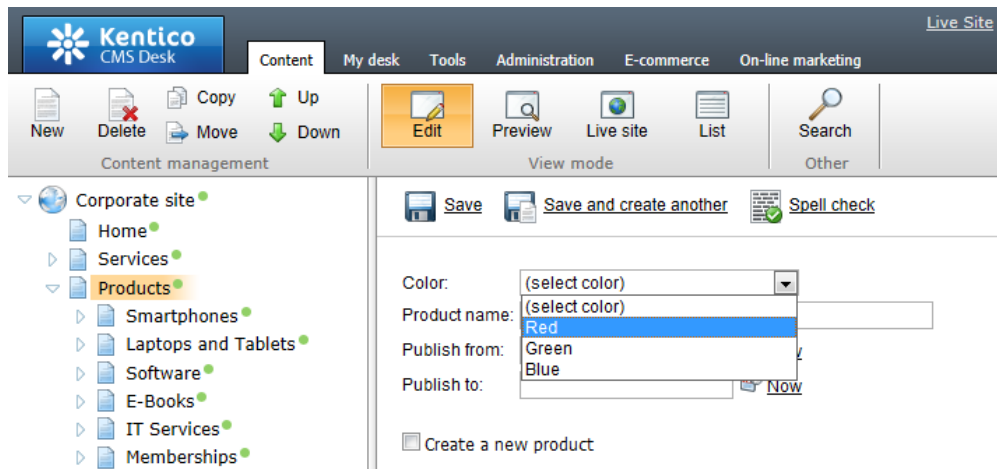 Live Site
Kentico
CMS Desk
Content My desk Tools Administration E-commerce On-line marketing
New Delete Copy Move Up Down
Edit Preview Live site List Search
Content management View mode Other
Corporate site
Home
Services
Products
Smartphones
Laptops and Tablets
Software
E-Books
IT Services
Memberships
Save Save and create another Spell check
Color: (select color)
(select color)
Red
Green
Blue
Product name:
Publish from:
Publish to: Now
Create a new product